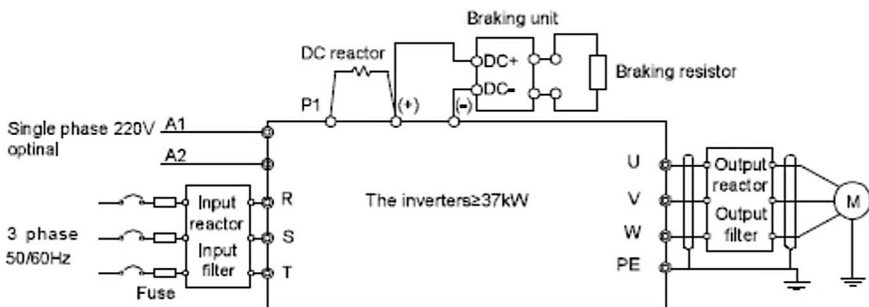 Braking unit
DC reactor
DC+
DC-
Braking resistor
P1
(+)
(-)
Single phase 220V
optinal
A1
A2
U
V
W
PE
Output
reactor
Output
filter
M
The inverters≥37kW
R
S
T
Input
reactor
Input
filter
3 phase
50/60Hz
Fuse